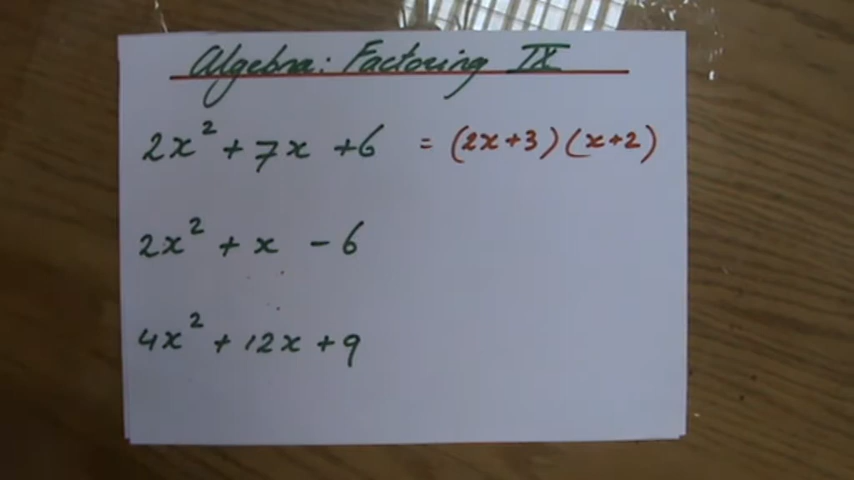 Algebra: Factoring IX
2x² + 7x + 6 = (2x+3)(x+2)
2x² + x - 6
4x² + 12x + 9